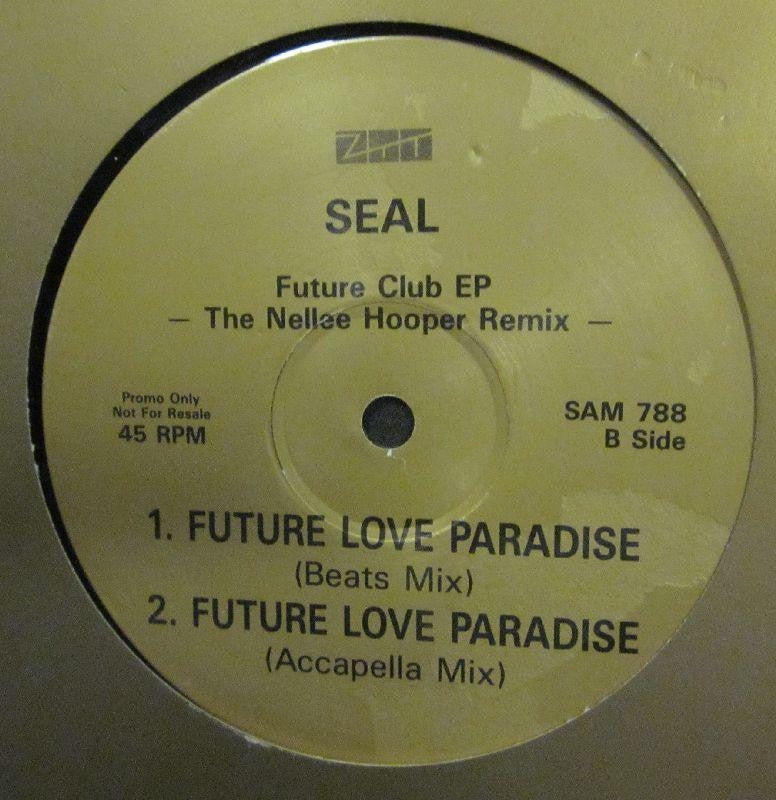 ZTT
SEAL
Future Club EP
— The Nellee Hooper Remix —
Promo Only
Not For Resale
45 RPM
SAM 788
B Side
1. FUTURE LOVE PARADISE
(Beats Mix)
2. FUTURE LOVE PARADISE
(Accapella Mix)